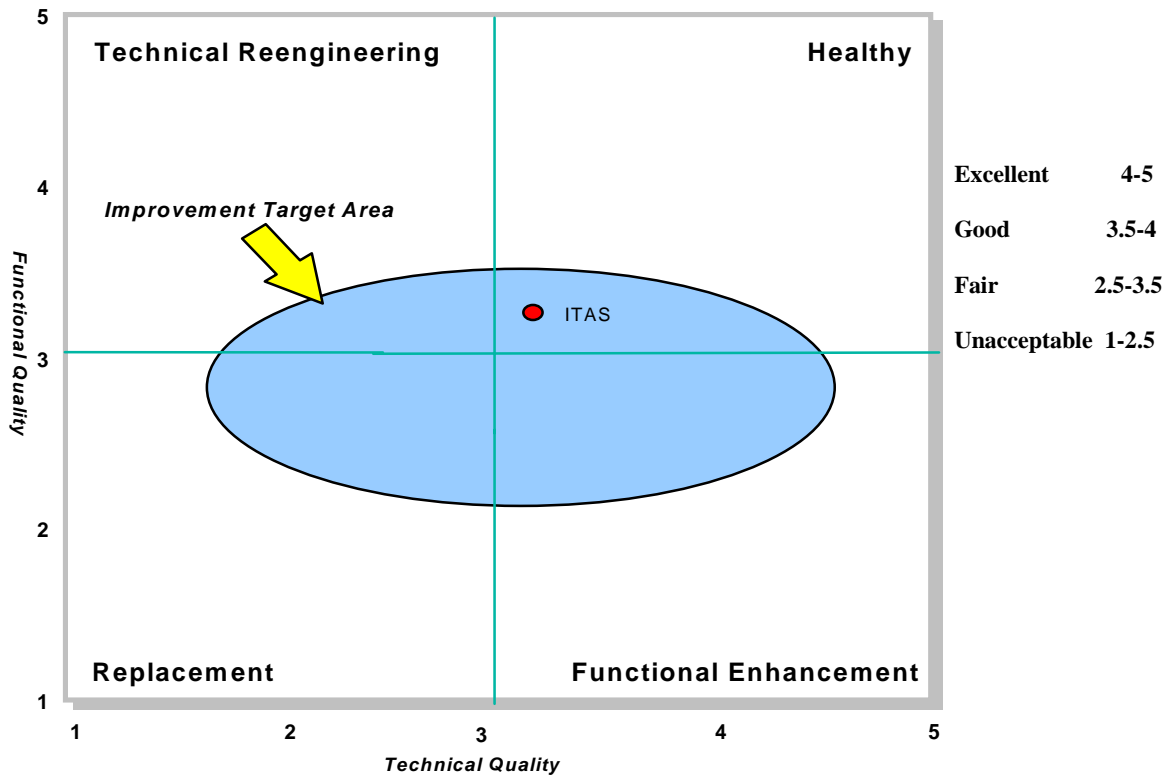 5
Technical Reengineering
Healthy
4
Improvement Target Area
ITAS
3
Functional Quality
2
Replacement
Functional Enhancement
1
1 2 3 4 5
Technical Quality
Excellent 4-5
Good 3.5-4
Fair 2.5-3.5
Unacceptable 1-2.5